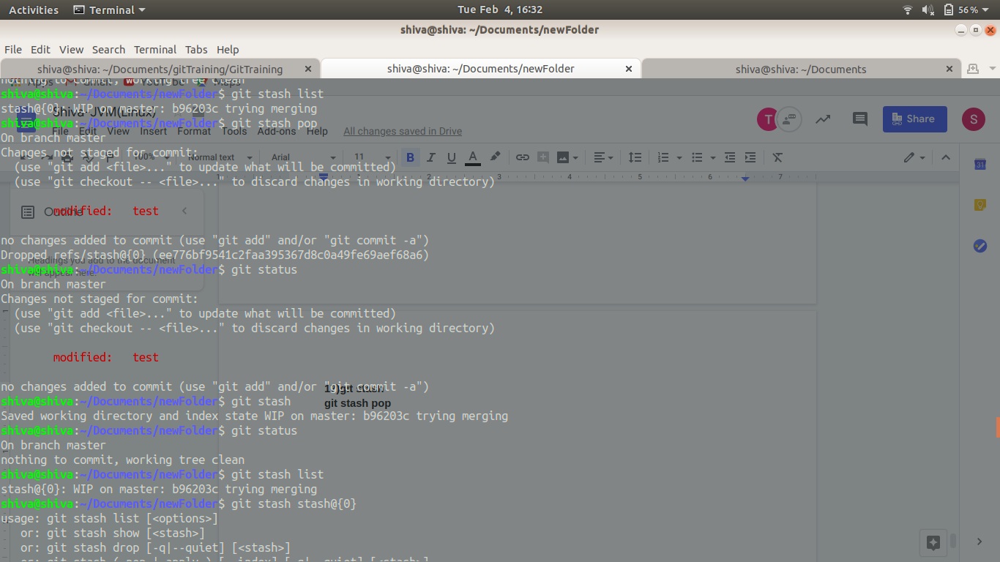 Activities Terminal Tue Feb 4, 16:32 56%
shiva@shiva: ~/Documents/newFolder
File Edit View Search Terminal Tabs Help
shiva@shiva: ~/Documents/gitTraining/GitTraining × shiva@shiva: ~/Documents/newFolder × shiva@shiva: ~/Documents ×
nothing to commit, working tree clean
Apps Gmail YouTube Maps
shiva@shiva:~/Documents/newFolder$ git stash list
stash@{0}: WIP on master: b96203c trying merging
Shiva-JVM(Linux)
T Share S
shiva@shiva:~/Documents/newFolder$ git stash pop
File Edit View Insert Format Tools Add-ons Help All changes saved in Drive
On branch master
Changes not staged for commit:
100% Normal text Arial 11 B I U A
(use "git add <file>..." to update what will be committed)
(use "git checkout -- <file>..." to discard changes in working directory)
1 1 2 3 4 5 6 7
31
Outline
modified: test
no changes added to commit (use "git add" and/or "git commit -a")
Dropped refs/stash@{0} (ee776bf9541c2faa395367d8c0a49fe69aef68a6)
Headings you add to the document
will appear here.
shiva@shiva:~/Documents/newFolder$ git status
On branch master
Changes not staged for commit:
(use "git add <file>..." to update what will be committed)
(use "git checkout -- <file>..." to discard changes in working directory)
modified: test
no changes added to commit (use "git add" and/or "git commit -a")
git stash
shiva@shiva:~/Documents/newFolder$ git stash
git stash pop
Saved working directory and index state WIP on master: b96203c trying merging
shiva@shiva:~/Documents/newFolder$ git status
On branch master
nothing to commit, working tree clean
shiva@shiva:~/Documents/newFolder$ git stash list
stash@{0}: WIP on master: b96203c trying merging
shiva@shiva:~/Documents/newFolder$ git stash stash@{0}
usage: git stash list [<options>]
or: git stash show [<stash>]
or: git stash drop [-q|--quiet] [<stash>]
or: git stash ( pop | apply ) [--index] [-q|--quiet] [<stash>]